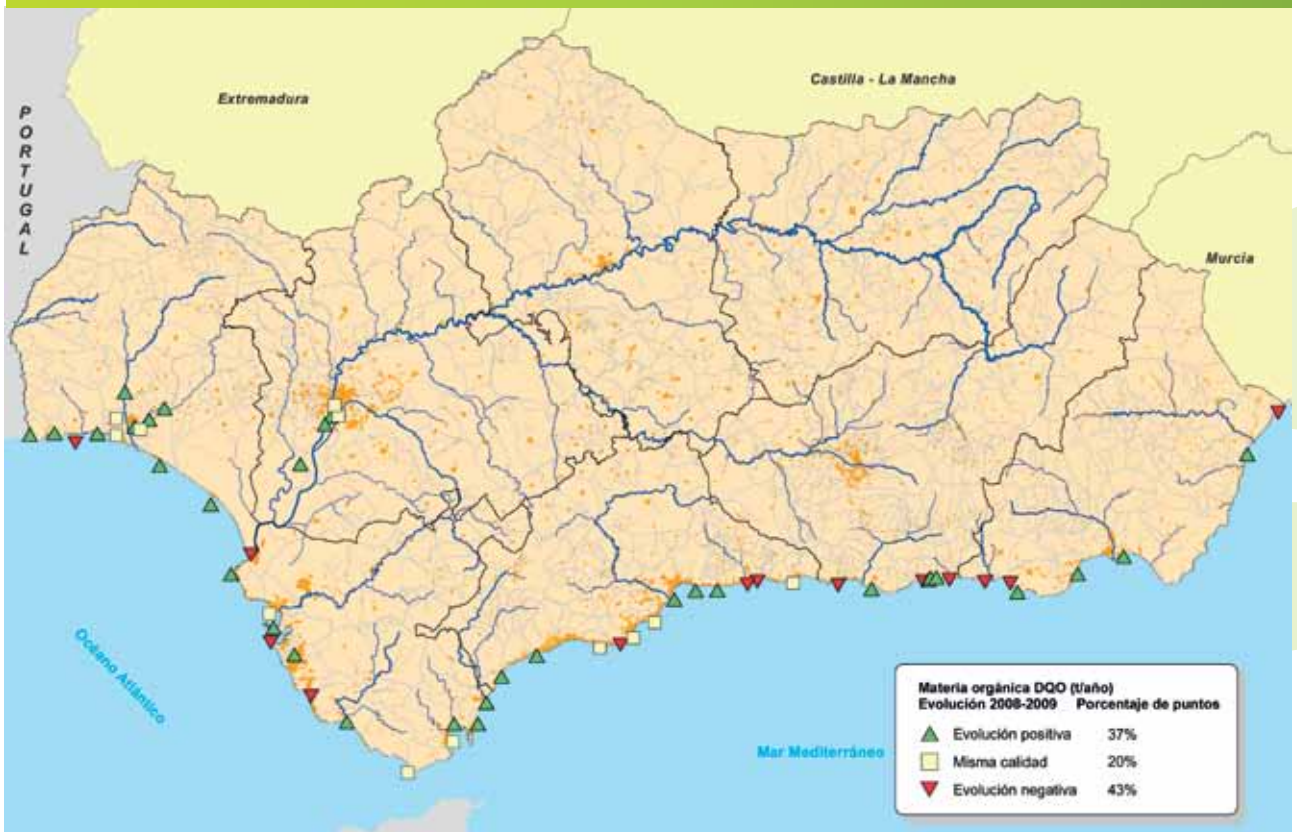 Extremadura
Castilla - La Mancha
PORTUGAL
Murcia
Océano Atlántico
Mar Mediterráneo
Materia orgánica DQO (t/año)
Evolución 2008-2009 Porcentaje de puntos
Evolución positiva 37%
Misma calidad 20%
Evolución negativa 43%